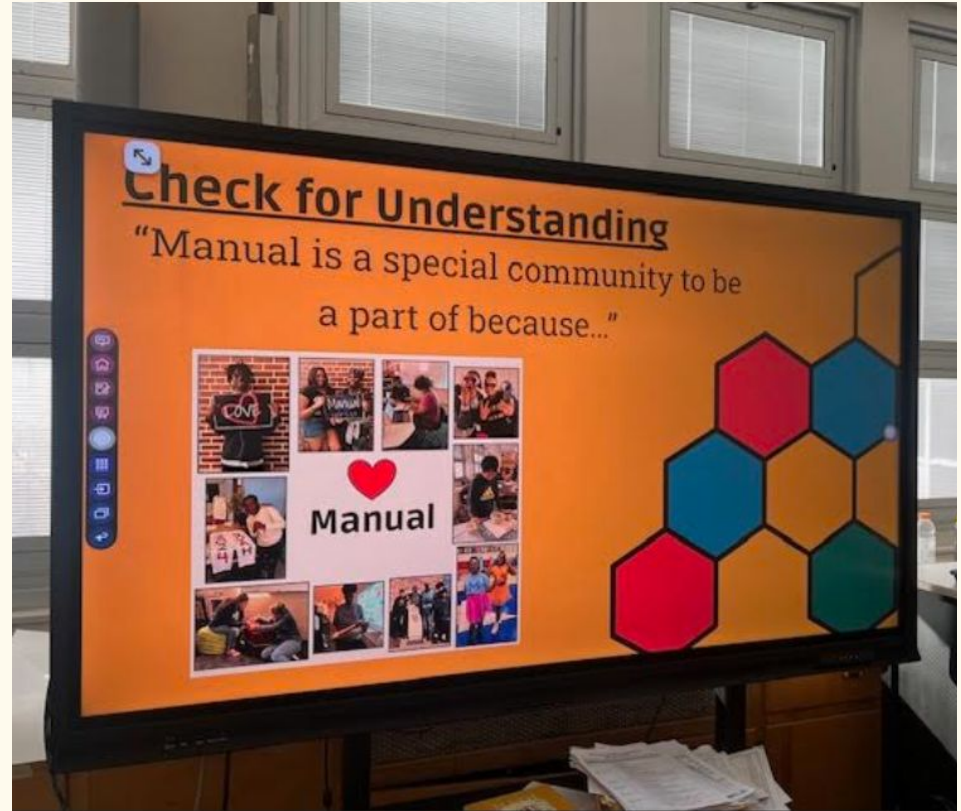 Check for Understanding
“Manual is a special community to be
a part of because...”
LOVE
Manual
Manual